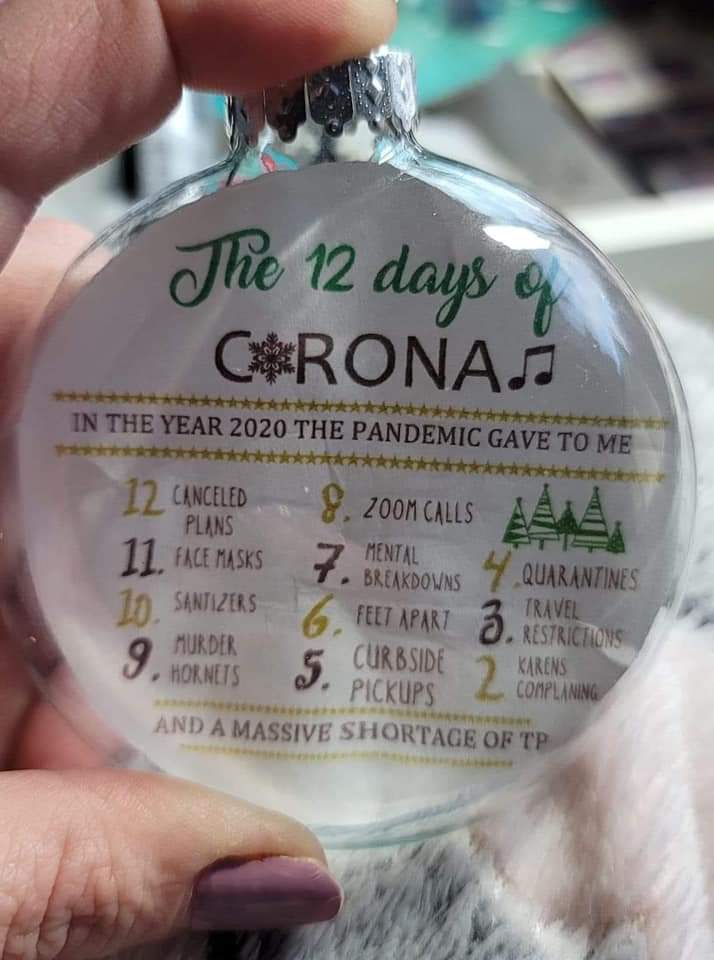 The 12 days of
CORONA
IN THE YEAR 2020 THE PANDEMIC GAVE TO ME
12 CANCELED
PLANS
11. FACE MASKS
10. SANTIZERS
9. MURDER
HORNETS
8. ZOOM CALLS
7. MENTAL
BREAKDOWNS
6. FEET APART
5. CURBSIDE
PICKUPS
4. QUARANTINES
3. TRAVEL
RESTRICTIONS
2 KARENS
COMPLANING
AND A MASSIVE SHORTAGE OF TP